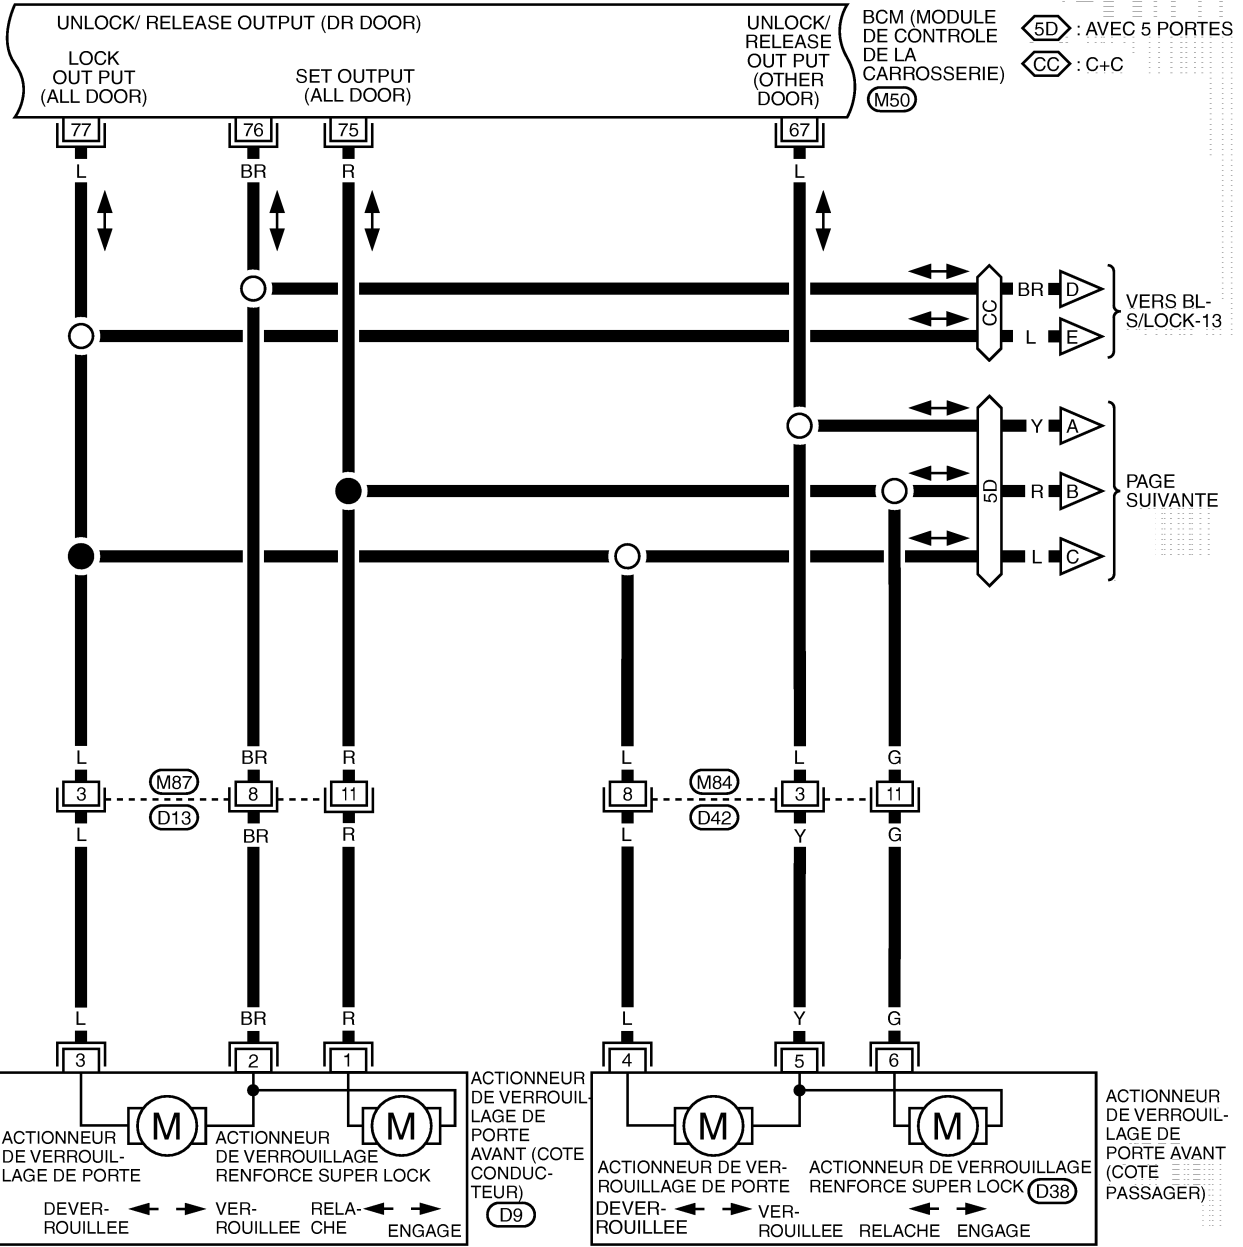 UNLOCK/ RELEASE OUTPUT (DR DOOR)
LOCK
OUT PUT
(ALL DOOR)
SET OUTPUT
(ALL DOOR)
UNLOCK/
RELEASE
OUT PUT
(OTHER
DOOR)
BCM (MODULE
DE CONTROLE
DE LA
CARROSSERIE)
M50
5D : AVEC 5 PORTES
CC : C+C
77 76 75 67
L BR R L
CC
BR D
L E
VERS BL-
S/LOCK-13
5D
Y A
R B
L C
PAGE
SUIVANTE
L BR R L L G
3 M87 8 11 8 M84 3 11
D13 D42
L BR R L Y G
L BR R L Y G
3 2 1 4 5 6
M M M M
ACTIONNEUR
DE VERROUIL-
LAGE DE PORTE
ACTIONNEUR
DE VERROUILLAGE
RENFORCE SUPER LOCK
DEVER-
ROUILLEE
VER-
ROUILLEE
RELA-
CHE
ENGAGE
ACTIONNEUR
DE VERROUIL-
LAGE DE
PORTE
AVANT (COTE
CONDUC-
TEUR)
D9
ACTIONNEUR DE VER-
ROUILLAGE DE PORTE
ACTIONNEUR DE VERROUILLAGE
RENFORCE SUPER LOCK D38
DEVER-
ROUILLEE
VER-
ROUILLEE
RELACHE
ENGAGE
ACTIONNEUR
DE VERROUIL-
LAGE DE
PORTE AVANT
(COTE
PASSAGER)